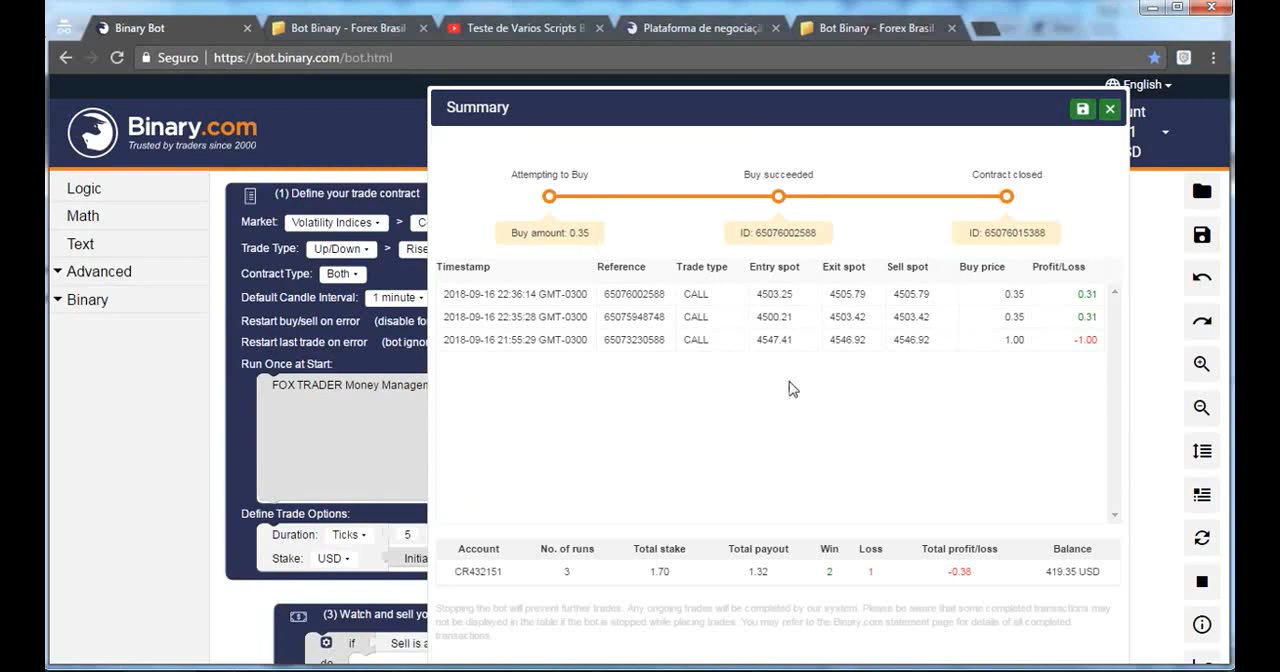 Binary Bot
Bot Binary - Forex Brasil
Teste de Varios Scripts B
Plataforma de negociaçã
Bot Binary - Forex Brasil
Seguro
https://bot.binary.com/bot.html
English
Binary.com
Trusted by traders since 2000
unt
1
D
Summary
Logic
Math
Text
Advanced
Binary
(1) Define your trade contract
Market: Volatility Indices > C
Trade Type: Up/Down > Rise
Contract Type: Both
Default Candle Interval: 1 minute
Restart buy/sell on error (disable fo
Restart last trade on error (bot ignor
Run Once at Start:
FOX TRADER Money Managem
Define Trade Options:
Duration: Ticks 5
Stake: USD Initia
(3) Watch and sell yo
if Sell is a
do
Attempting to Buy Buy succeeded Contract closed
Buy amount: 0.35 ID: 65076002588 ID: 65076015388
Timestamp Reference Trade type Entry spot Exit spot Sell spot Buy price Profit/Loss
2018-09-16 22:36:14 GMT-0300 65076002588 CALL 4503.25 4505.79 4505.79 0.35 0.31
2018-09-16 22:35:28 GMT-0300 65075948748 CALL 4500.21 4503.42 4503.42 0.35 0.31
2018-09-16 21:55:29 GMT-0300 65073230588 CALL 4547.41 4546.92 4546.92 1.00 -1.00
Account No. of runs Total stake Total payout Win Loss Total profit/loss Balance
CR432151 3 1.70 1.32 2 1 -0.38 419.35 USD
Stopping the bot will prevent further trades. Any ongoing trades will be completed by our system. Please be aware that some completed transactions may
not be displayed in the table if the bot is stopped while placing trades. You may refer to the Binary.com statement page for details of all completed
transactions.